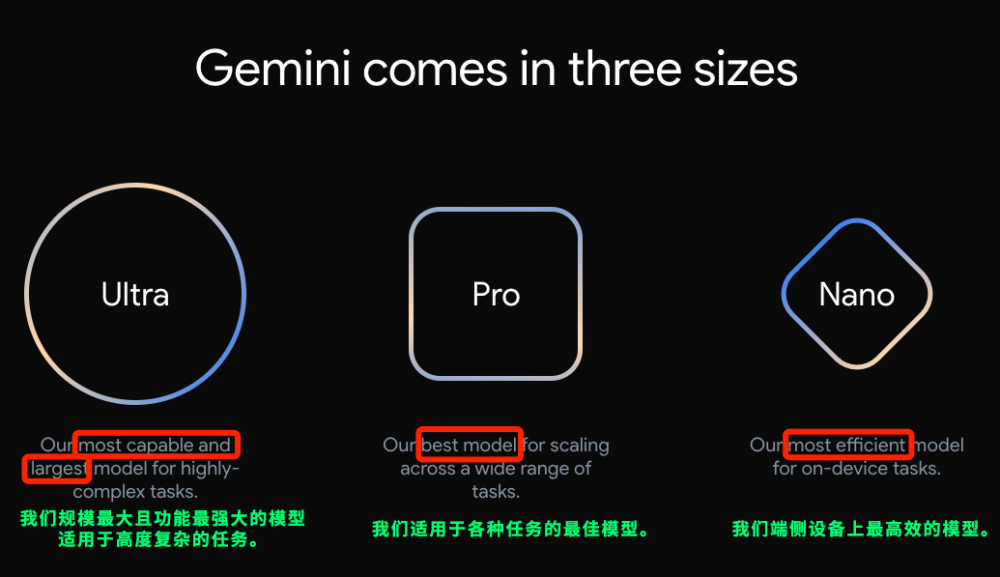 Gemini comes in three sizes
Ultra
Pro
Nano
Our most capable and
largest model for highly-
complex tasks.
我们规模最大且功能最强大的模型
适用于高度复杂的任务。
Our best model for scaling
across a wide range of
tasks.
我们适用于各种任务的最佳模型。
Our most efficient model
for on-device tasks.
我们端侧设备上最高效的模型。